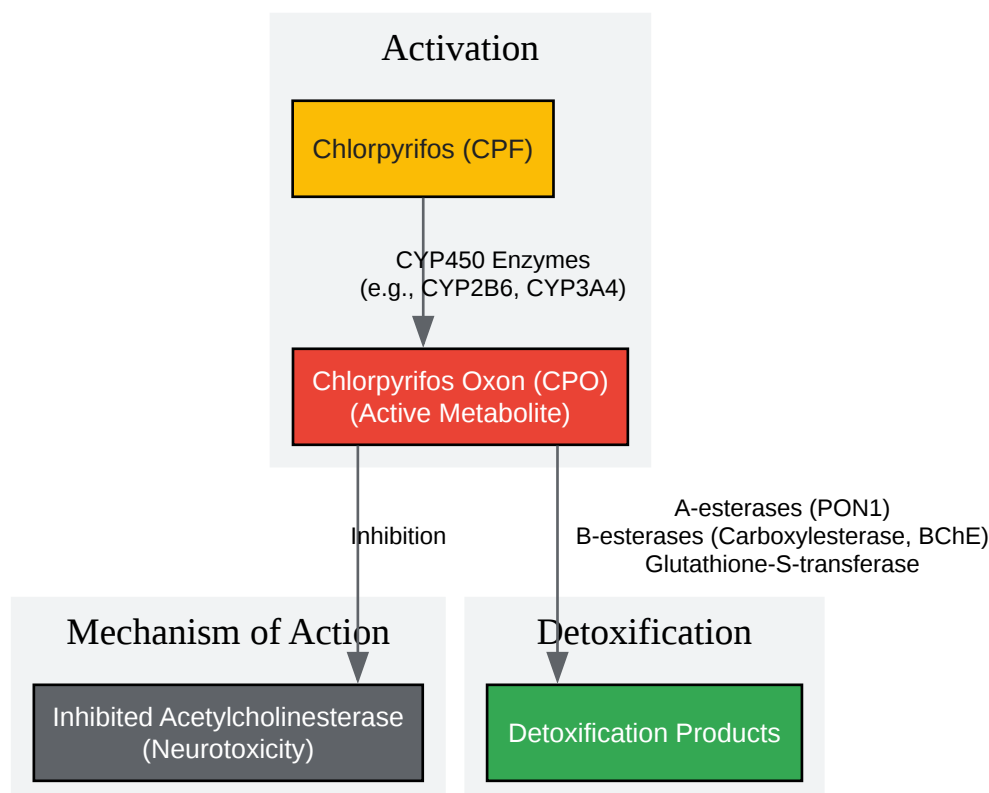 Activation
Chlorpyrifos (CPF)
CYP450 Enzymes
(e.g., CYP2B6, CYP3A4)
Chlorpyrifos Oxon (CPO)
(Active Metabolite)
Inhibition
A-esterases (PON1)
B-esterases (Carboxylesterase, BChE)
Glutathione-S-transferase
Mechanism of Action
Inhibited Acetylcholinesterase
(Neurotoxicity)
Detoxification
Detoxification Products